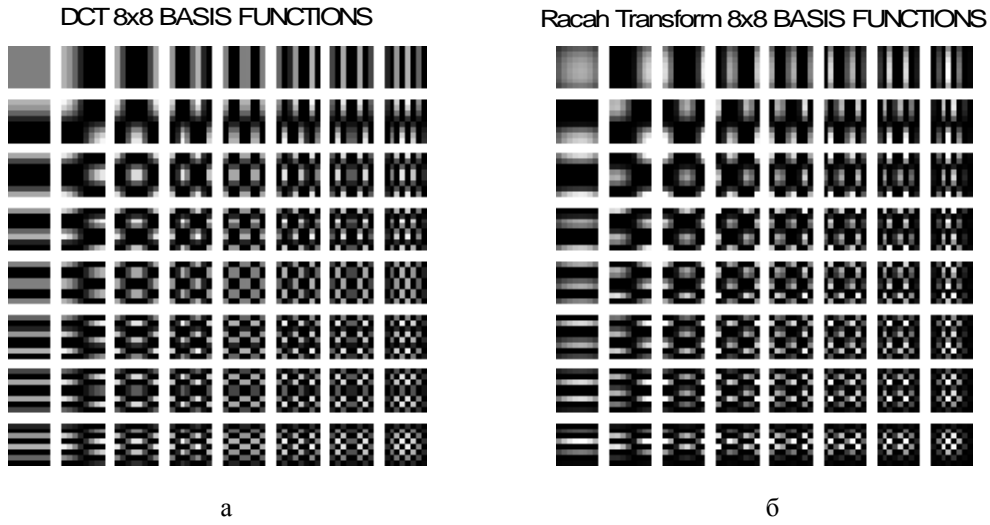 DCT 8x8 BASIS FUNCTIONS
Racah Transform 8x8 BASIS FUNCTIONS
а
б